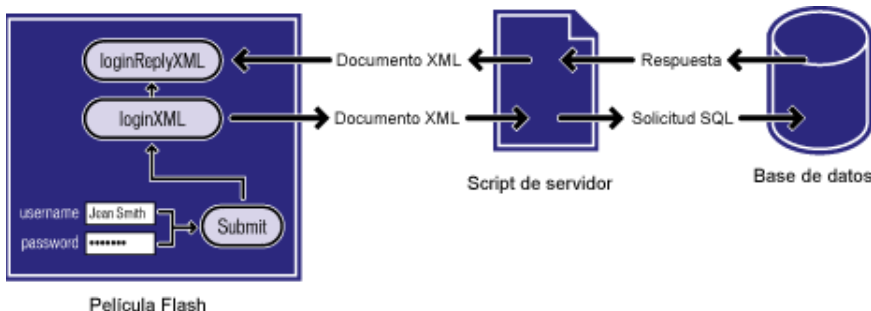 loginReplyXML
Documento XML
Respuesta
loginXML
Documento XML
Solicitud SQL
Script de servidor
Base de datos
username
Jean Smith
Submit
password
•••••••
Película Flash